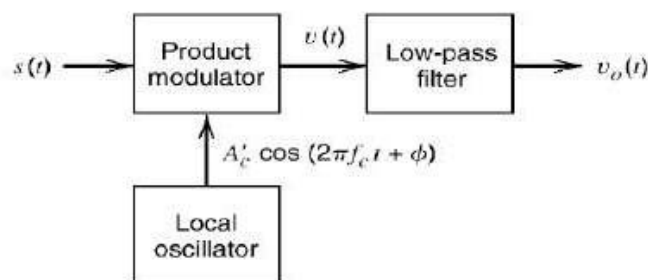 s(t)
Product
modulator
v(t)
Low-pass
filter
v_o(t)
A'_c cos (2πf_c t + ϕ)
Local
oscillator